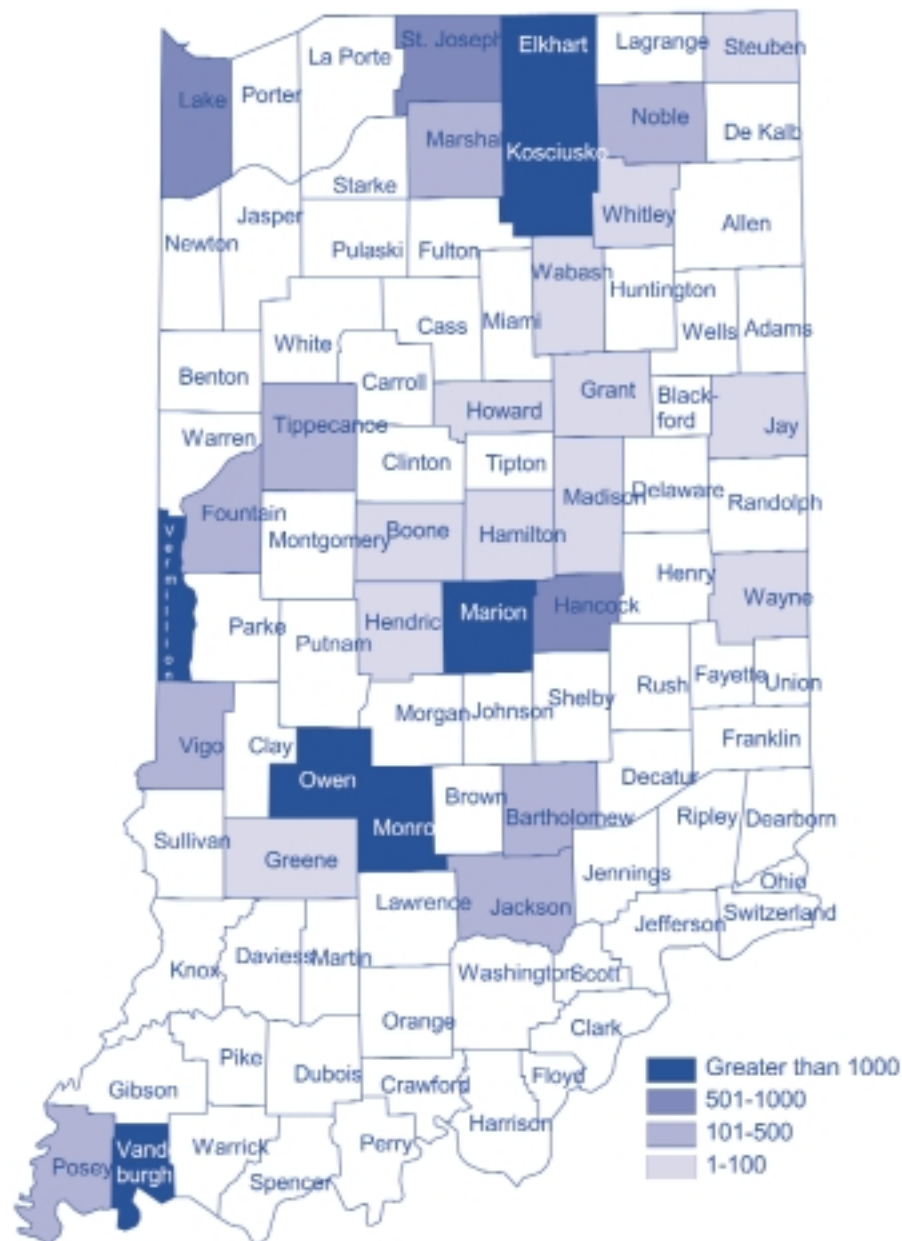 St. Joseph
Elkhart
Lagrange
Steuben
La Porte
Lake
Porter
Noble
De Kalb
Marshal
Kosciusko
Starke
Whitley
Allen
Jasper
Newton
Pulaski
Fulton
Wabash
Huntington
Miami
Cass
Wells
Adams
White
Benton
Carroll
Grant
Black-
ford
Howard
Jay
Tippecanoe
Warren
Clinton
Tipton
Madison
Delaware
Randolph
Fountain
Montgomery
Boone
Hamilton
Vermillion
Henry
Wayne
Hancock
Marion
Hendric
Parke
Putnam
Fayette
Union
Rush
Shelby
Morgan
Johnson
Franklin
Vigo
Clay
Owen
Decatur
Brown
Bartholomew
Ripley
Dearborn
Monro
Sullivan
Greene
Jennings
Ohio
Lawrence
Jackson
Jefferson
Switzerland
Knox
Daviess
Martin
Washington
Scott
Orange
Clark
Pike
Dubois
Crawford
Floyd
Gibson
Harrison
Perry
Warrick
Spencer
Posey
Vand
burgh
Greater than 1000
501-1000
101-500
1-100